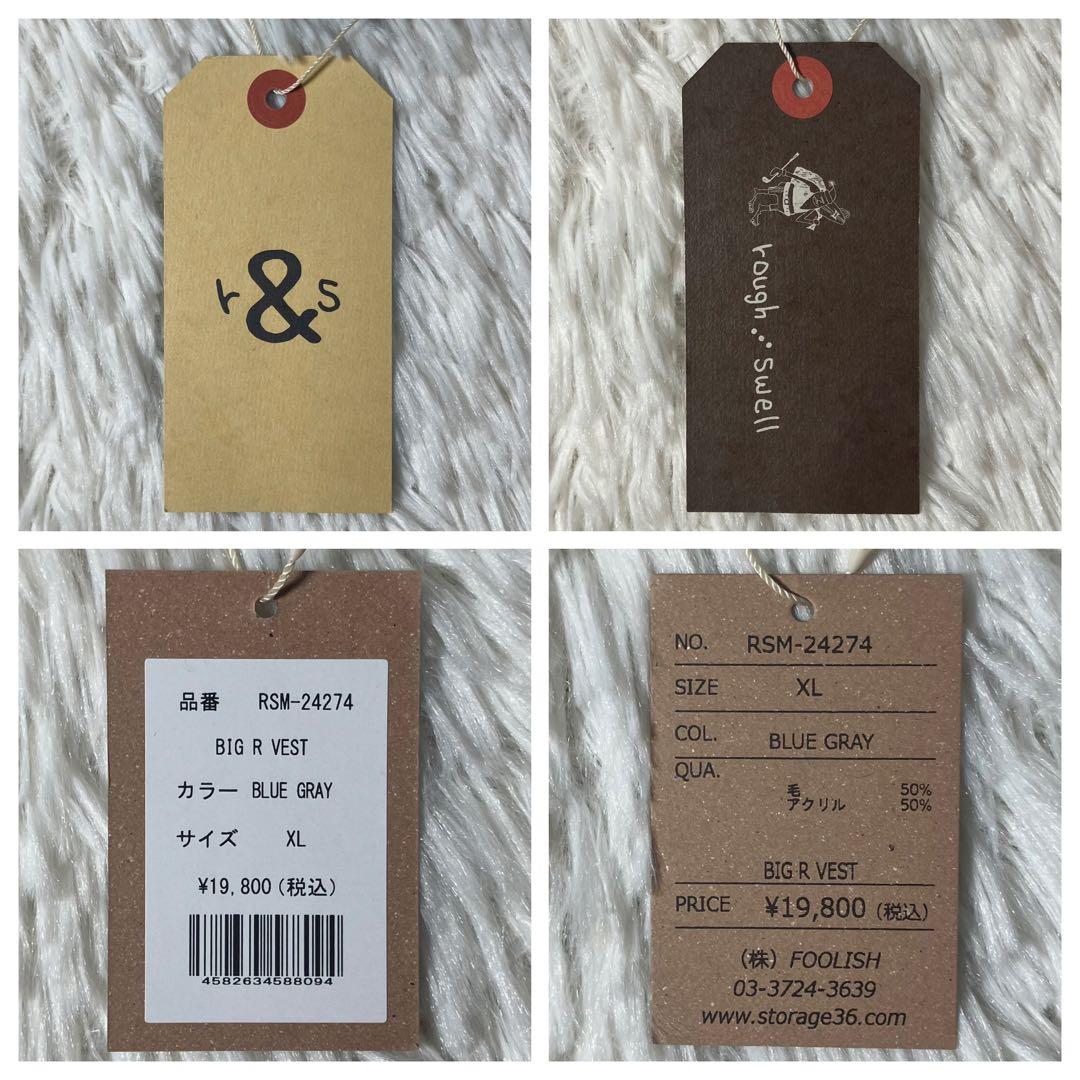 r & s
rough ∴ swell
品番 RSM-24274
BIG R VEST
カラー BLUE GRAY
サイズ XL
¥19,800(税込)
4582634588094
NO. RSM-24274
SIZE XL
COL. BLUE GRAY
QUA.
毛 50%
アクリル 50%
BIG R VEST
PRICE ¥19,800 (税込)
(株) FOOLISH
03-3724-3639
www.storage36.com